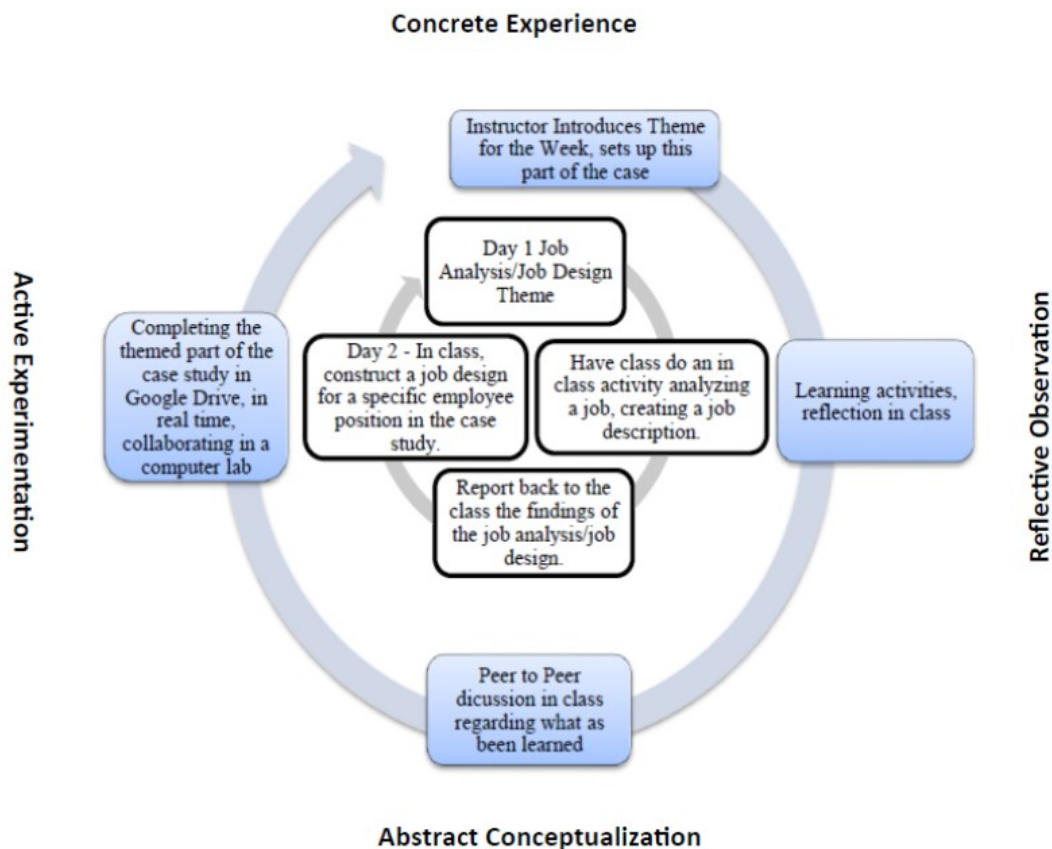 Concrete Experience
Instructor Introduces Theme
for the Week, sets up this
part of the case
Day 1 Job
Analysis/Job Design
Theme
Active Experimentation
Completing the
themed part of the
case study in
Google Drive, in
real time,
collaborating in a
computer lab
Day 2 - In class,
construct a job design
for a specific employee
position in the case
study.
Have class do an in
class activity analyzing
a job, creating a job
description.
Learning activities,
reflection in class
Reflective Observation
Report back to the
class the findings of
the job analysis/job
design.
Peer to Peer
dicussion in class
regarding what as
been learned
Abstract Conceptualization